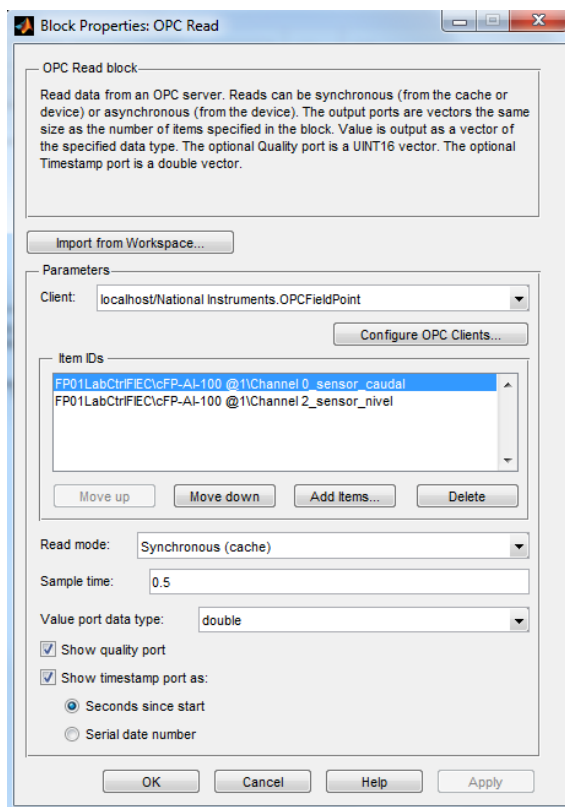 Block Properties: OPC Read
OPC Read block
Read data from an OPC server. Reads can be synchronous (from the cache or
device) or asynchronous (from the device). The output ports are vectors the same
size as the number of items specified in the block. Value is output as a vector of
the specified data type. The optional Quality port is a UINT16 vector. The optional
Timestamp port is a double vector.
Import from Workspace...
Parameters
Client: localhost/National Instruments.OPCFieldPoint
Configure OPC Clients...
Item IDs
FP01LabCtrlFIEC\cFP-AI-100 @1\Channel 0_sensor_caudal
FP01LabCtrlFIEC\cFP-AI-100 @1\Channel 2_sensor_nivel
Move up Move down Add Items... Delete
Read mode: Synchronous (cache)
Sample time: 0.5
Value port data type: double
Show quality port
Show timestamp port as:
Seconds since start
Serial date number
OK Cancel Help Apply